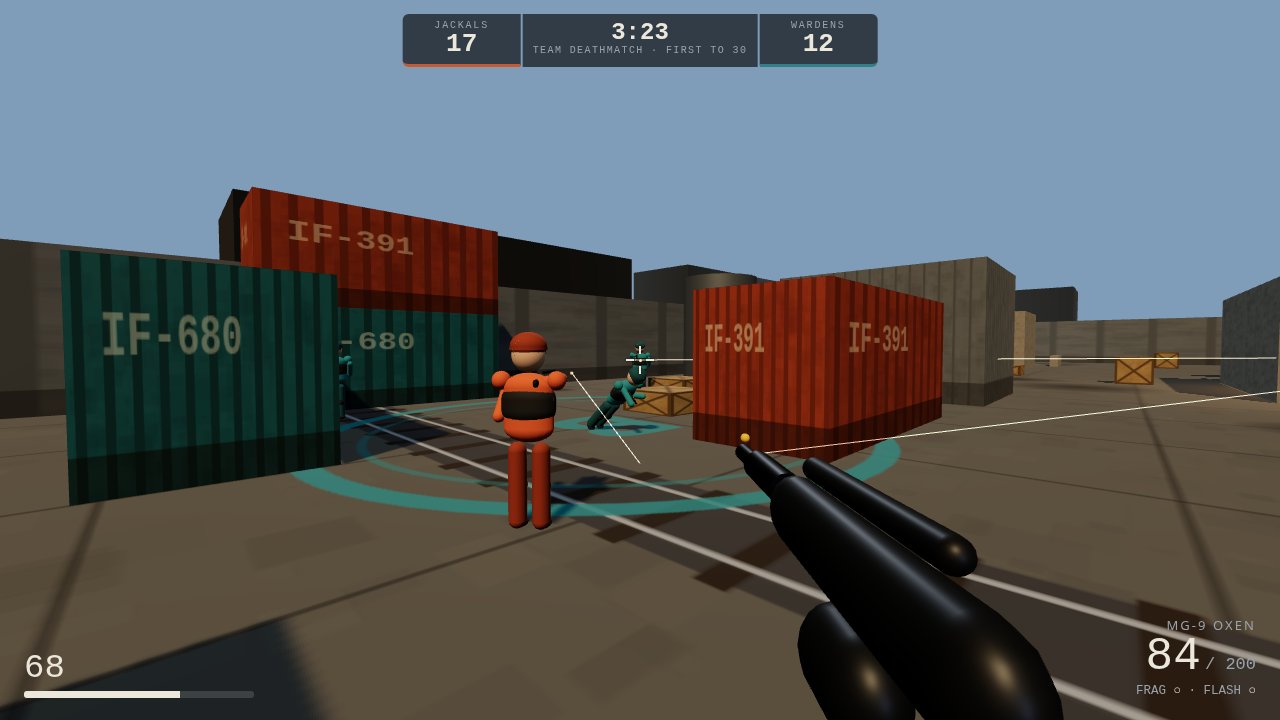 JACKALS
17
3:23
TEAM DEATHMATCH · FIRST TO 30
WARDENS
12
IF-391
IF-680
-680
IF-391
IF-391
68
MG-9 OXEN
84 / 200
FRAG ○ · FLASH ○